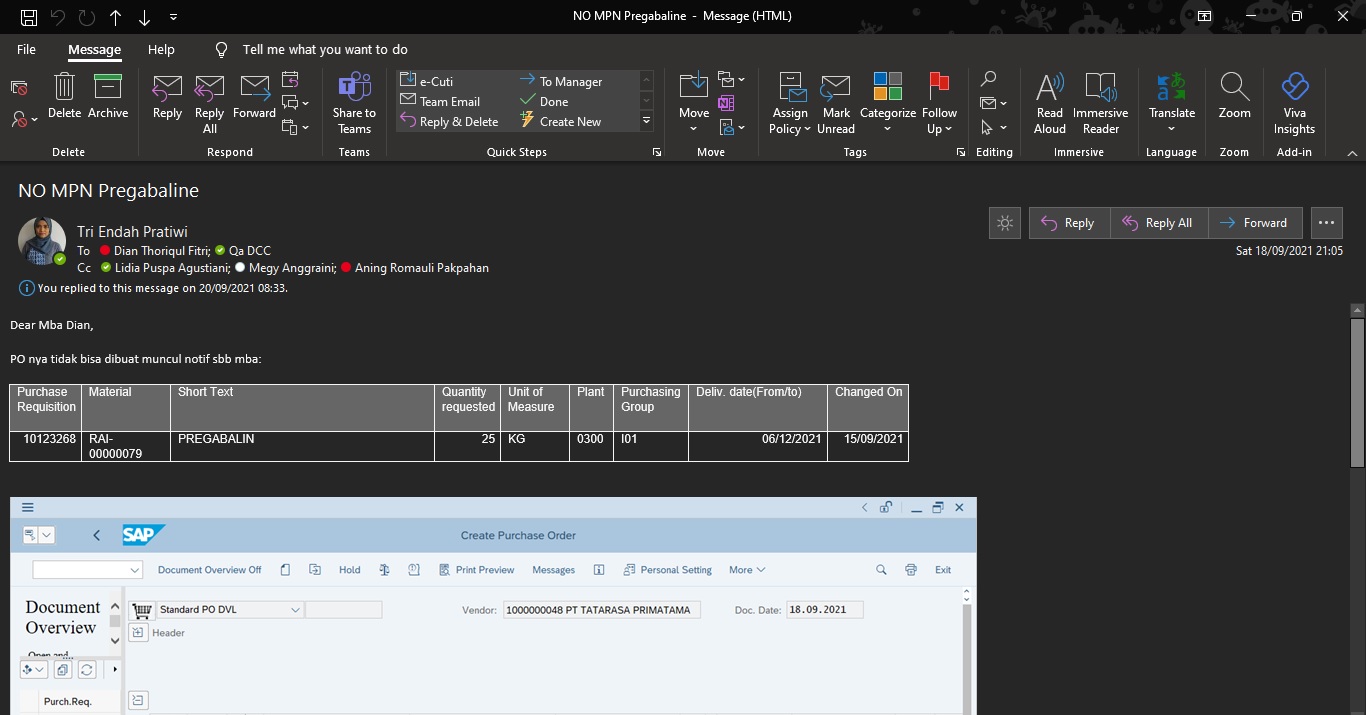 NO MPN Pregabaline - Message (HTML)
File Message Help Tell me what you want to do
Delete Archive
Delete
Reply Reply All Forward
Respond
Share to Teams
Teams
e-Cuti To Manager
Team Email Done
Reply & Delete Create New
Quick Steps
Move
Move
Assign Policy Mark Unread Categorize Follow Up
Tags
Editing
Read Aloud Immersive Reader
Immersive
Translate
Language
Zoom
Zoom
Viva Insights
Add-in
NO MPN Pregabaline
Tri Endah Pratiwi
To Dian Thoriqul Fitri; Qa DCC
Cc Lidia Puspa Agustiani; Megy Anggraini; Aning Romauli Pakpahan
Reply Reply All Forward
Sat 18/09/2021 21:05
You replied to this message on 20/09/2021 08:33.
Dear Mba Dian,
PO nya tidak bisa dibuat muncul notif sbb mba:
Purchase Material Short Text Quantity Unit of Plant Purchasing Deliv. date(From/to) Changed On
Requisition requested Measure Group
10123268 RAI- PREGABALIN 25 KG 0300 I01 06/12/2021 15/09/2021
00000079
SAP Create Purchase Order
Document Overview Off Hold Print Preview Messages Personal Setting More Exit
Document
Overview
Standard PO DVL Vendor: 1000000048 PT TATARASA PRIMATAMA Doc. Date: 18.09.2021
Header
Open and...
Purch.Req.